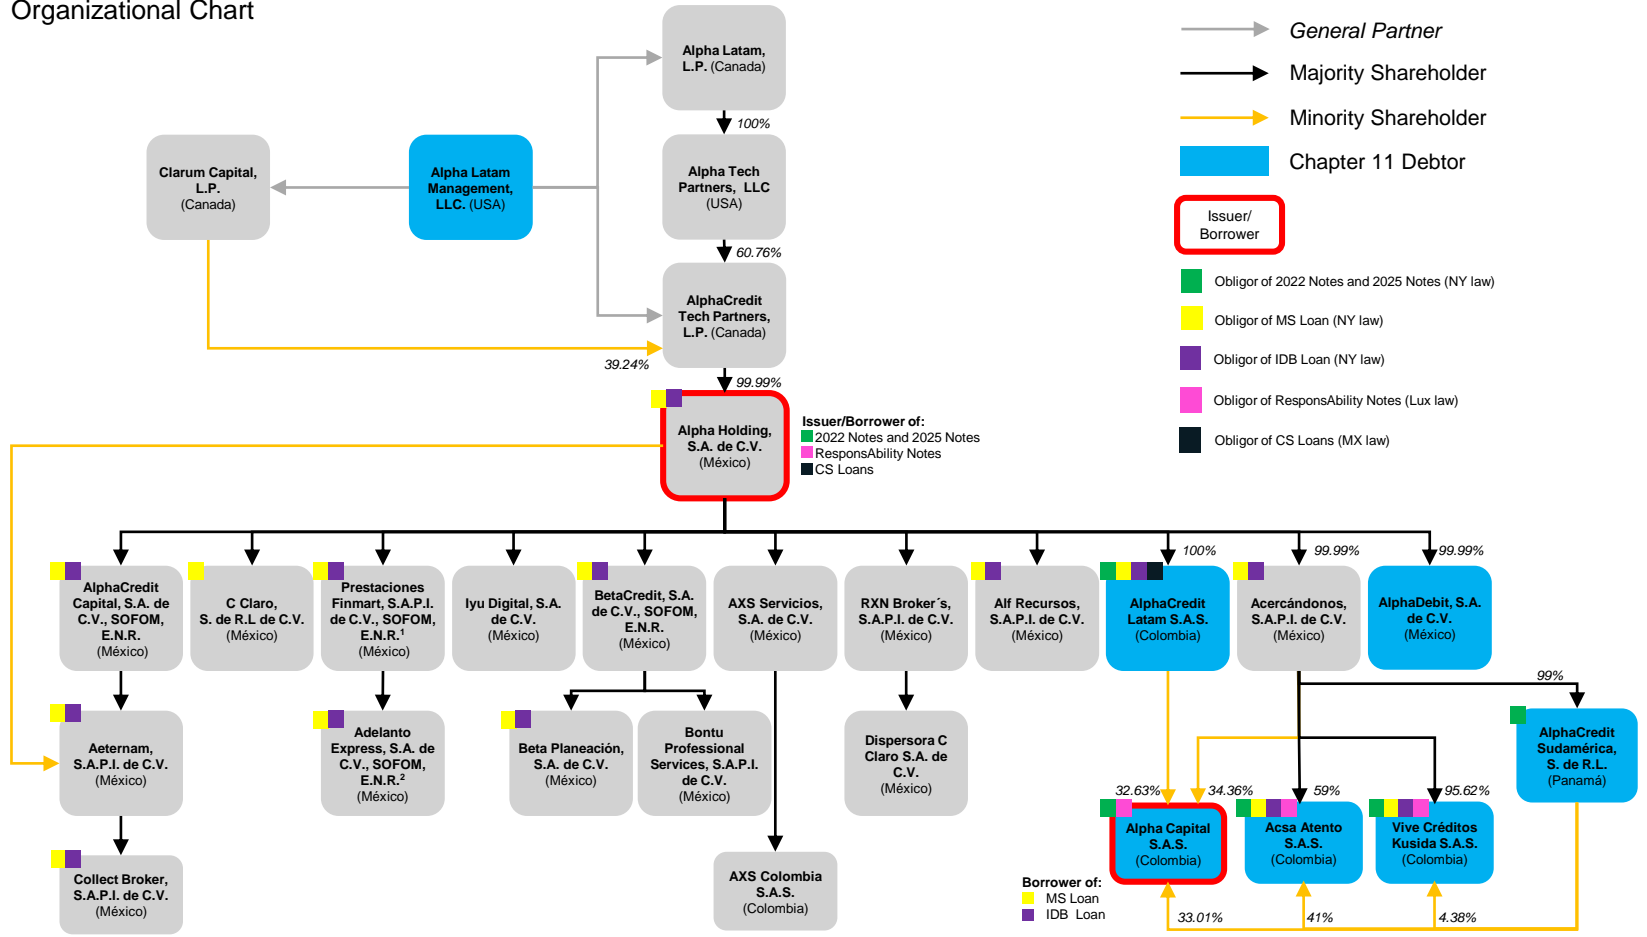 Organizational Chart
Alpha Latam,
L.P. (Canada)
100%
Clarum Capital,
L.P.
(Canada)
Alpha Latam
Management,
LLC. (USA)
Alpha Tech
Partners, LLC
(USA)
60.76%
AlphaCredit
Tech Partners,
L.P. (Canada)
39.24%
99.99%
Alpha Holding,
S.A. de C.V.
(México)
Issuer/Borrower of:
2022 Notes and 2025 Notes
ResponsAbility Notes
CS Loans
General Partner
Majority Shareholder
Minority Shareholder
Chapter 11 Debtor
Issuer/
Borrower
Obligor of 2022 Notes and 2025 Notes (NY law)
Obligor of MS Loan (NY law)
Obligor of IDB Loan (NY law)
Obligor of ResponsAbility Notes (Lux law)
Obligor of CS Loans (MX law)
100%
99.99%
99.99%
AlphaCredit
Capital, S.A. de
C.V., SOFOM,
E.N.R.
(México)
C Claro,
S. de R.L de C.V.
(México)
Prestaciones
Finmart, S.A.P.I.
de C.V., SOFOM,
E.N.R.1
(México)
Iyu Digital, S.A.
de C.V.
(México)
BetaCredit, S.A.
de C.V., SOFOM,
E.N.R.
(México)
AXS Servicios,
S.A. de C.V.
(México)
RXN Broker´s,
S.A.P.I. de C.V.
(México)
Alf Recursos,
S.A.P.I. de C.V.
(México)
AlphaCredit
Latam S.A.S.
(Colombia)
Acercándonos,
S.A.P.I. de C.V.
(México)
AlphaDebit, S.A.
de C.V.
(México)
99%
Aeternam,
S.A.P.I. de C.V.
(México)
Adelanto
Express, S.A. de
C.V., SOFOM,
E.N.R.2
(México)
Beta Planeación,
S.A. de C.V.
(México)
Bontu
Professional
Services, S.A.P.I.
de C.V.
(México)
Dispersora C
Claro S.A. de
C.V.
(México)
AlphaCredit
Sudamérica,
S. de R.L.
(Panamá)
32.63%
34.36%
59%
95.62%
Alpha Capital
S.A.S.
(Colombia)
Acsa Atento
S.A.S.
(Colombia)
Vive Créditos
Kusida S.A.S.
(Colombia)
Collect Broker,
S.A.P.I. de C.V.
(México)
AXS Colombia
S.A.S.
(Colombia)
Borrower of:
MS Loan
IDB Loan
33.01%
41%
4.38%